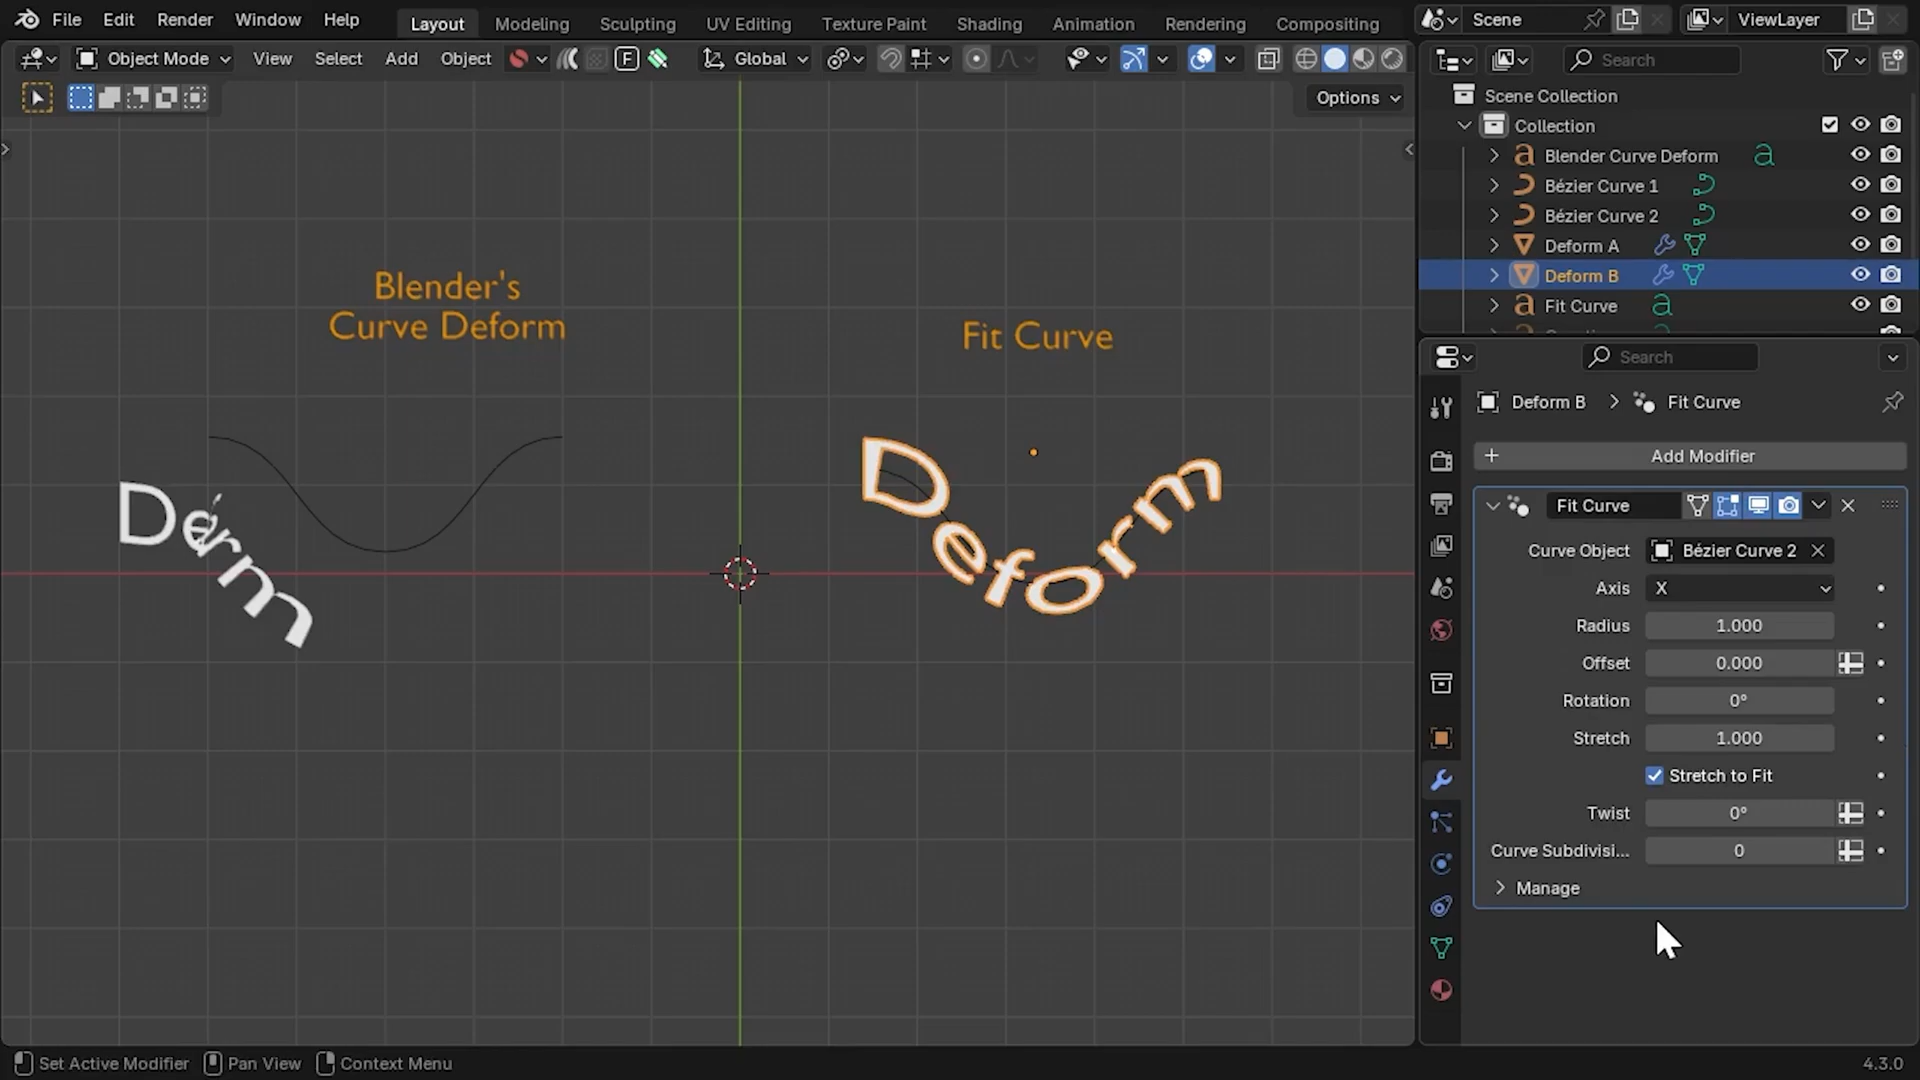 File Edit Render Window Help Layout Modeling Sculpting UV Editing Texture Paint Shading Animation Rendering Compositing Scene ViewLayer
Object Mode View Select Add Object Global Search
Options
Scene Collection
Collection
Blender Curve Deform
Bézier Curve 1
Bézier Curve 2
Deform A
Deform B
Fit Curve
Blender's
Curve Deform
Fit Curve
Deform
Search
Deform B > Fit Curve
+ Add Modifier
Fit Curve
Curve Object Bézier Curve 2
Axis X
Radius 1.000
Offset 0.000
Rotation 0°
Stretch 1.000
Stretch to Fit
Twist 0°
Curve Subdivisi... 0
Manage
Set Active Modifier Pan View Context Menu 4.3.0